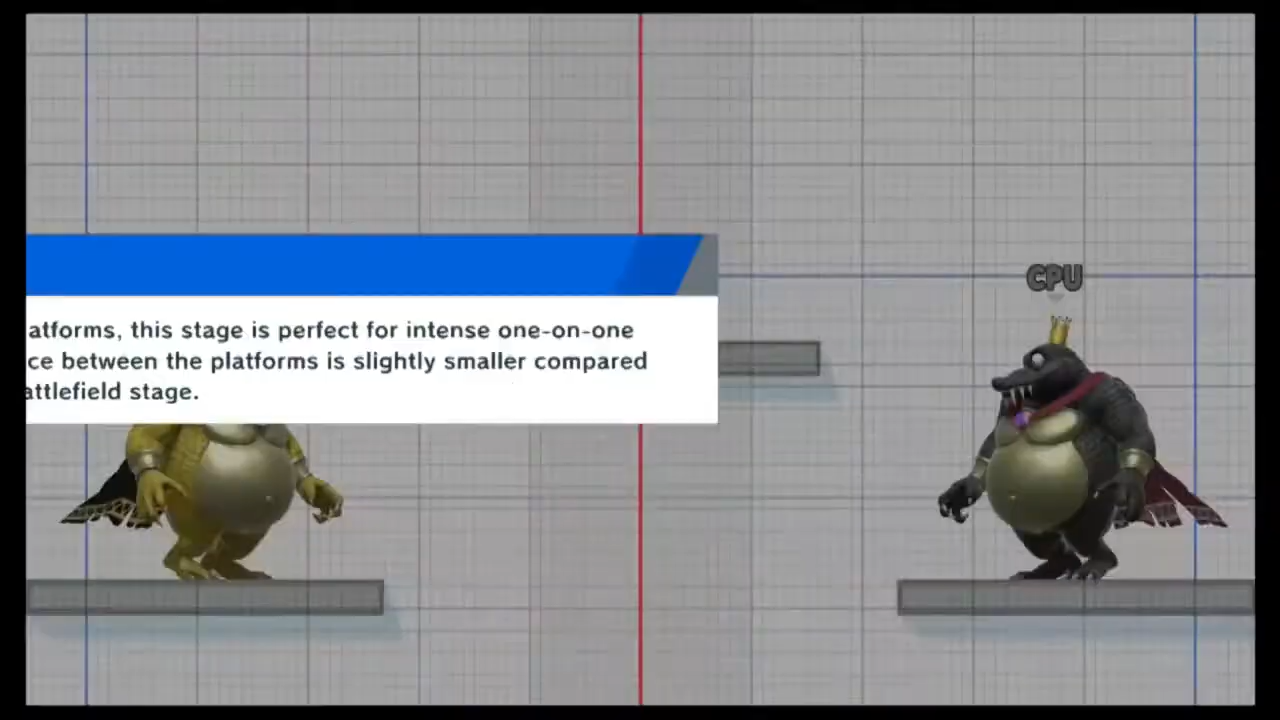 CPU
atforms, this stage is perfect for intense one-on-one
ce between the platforms is slightly smaller compared
attlefield stage.